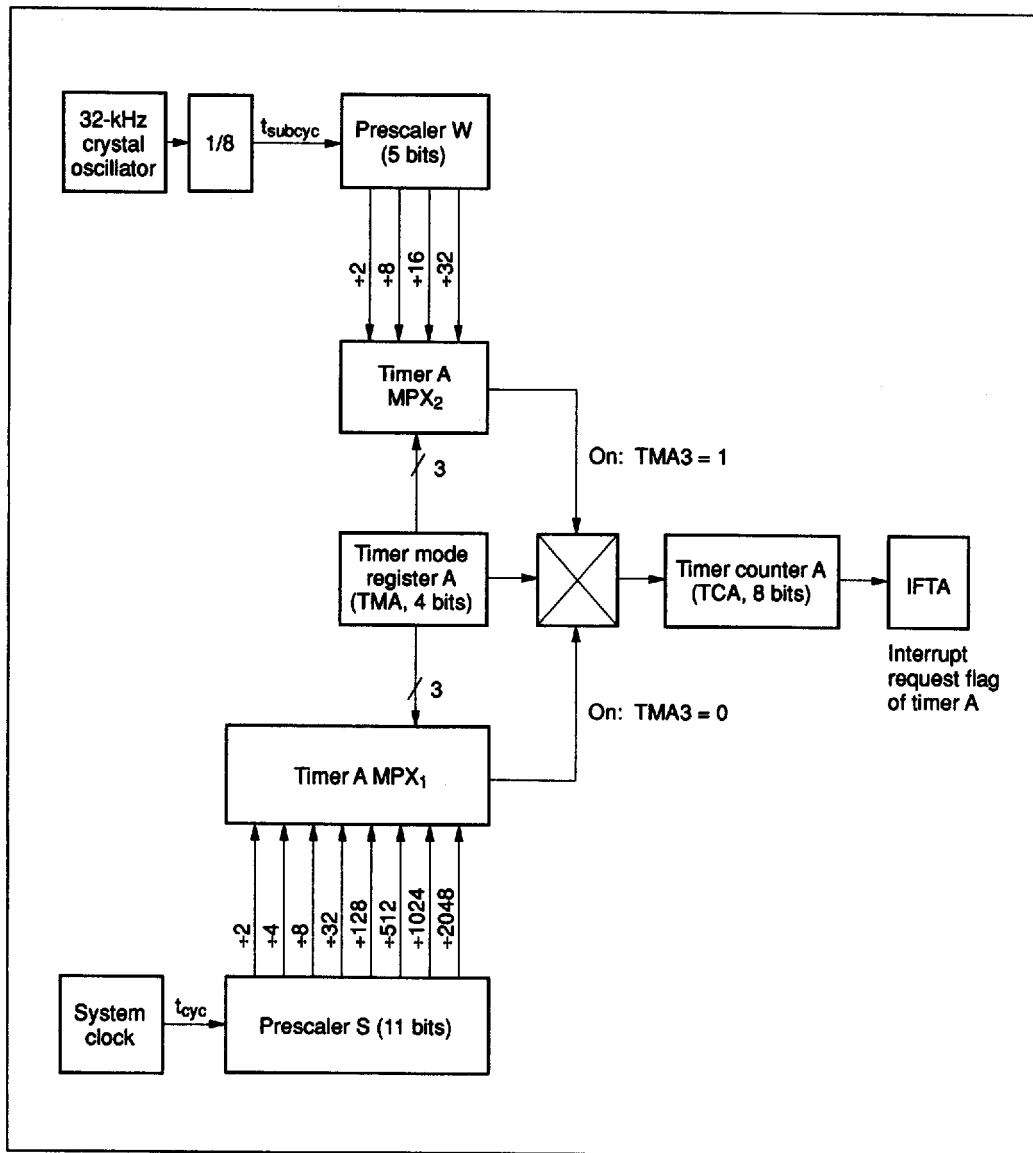 32-kHz
crystal
oscillator
1/8
tsubcyc
Prescaler W
(5 bits)
÷2
÷8
÷16
÷32
Timer A
MPX2
3
On: TMA3 = 1
Timer mode
register A
(TMA, 4 bits)
Timer counter A
(TCA, 8 bits)
IFTA
Interrupt
request flag
of timer A
3
On: TMA3 = 0
Timer A MPX1
÷2
÷4
÷8
÷32
÷128
÷512
÷1024
÷2048
System
clock
tcyc
Prescaler S (11 bits)